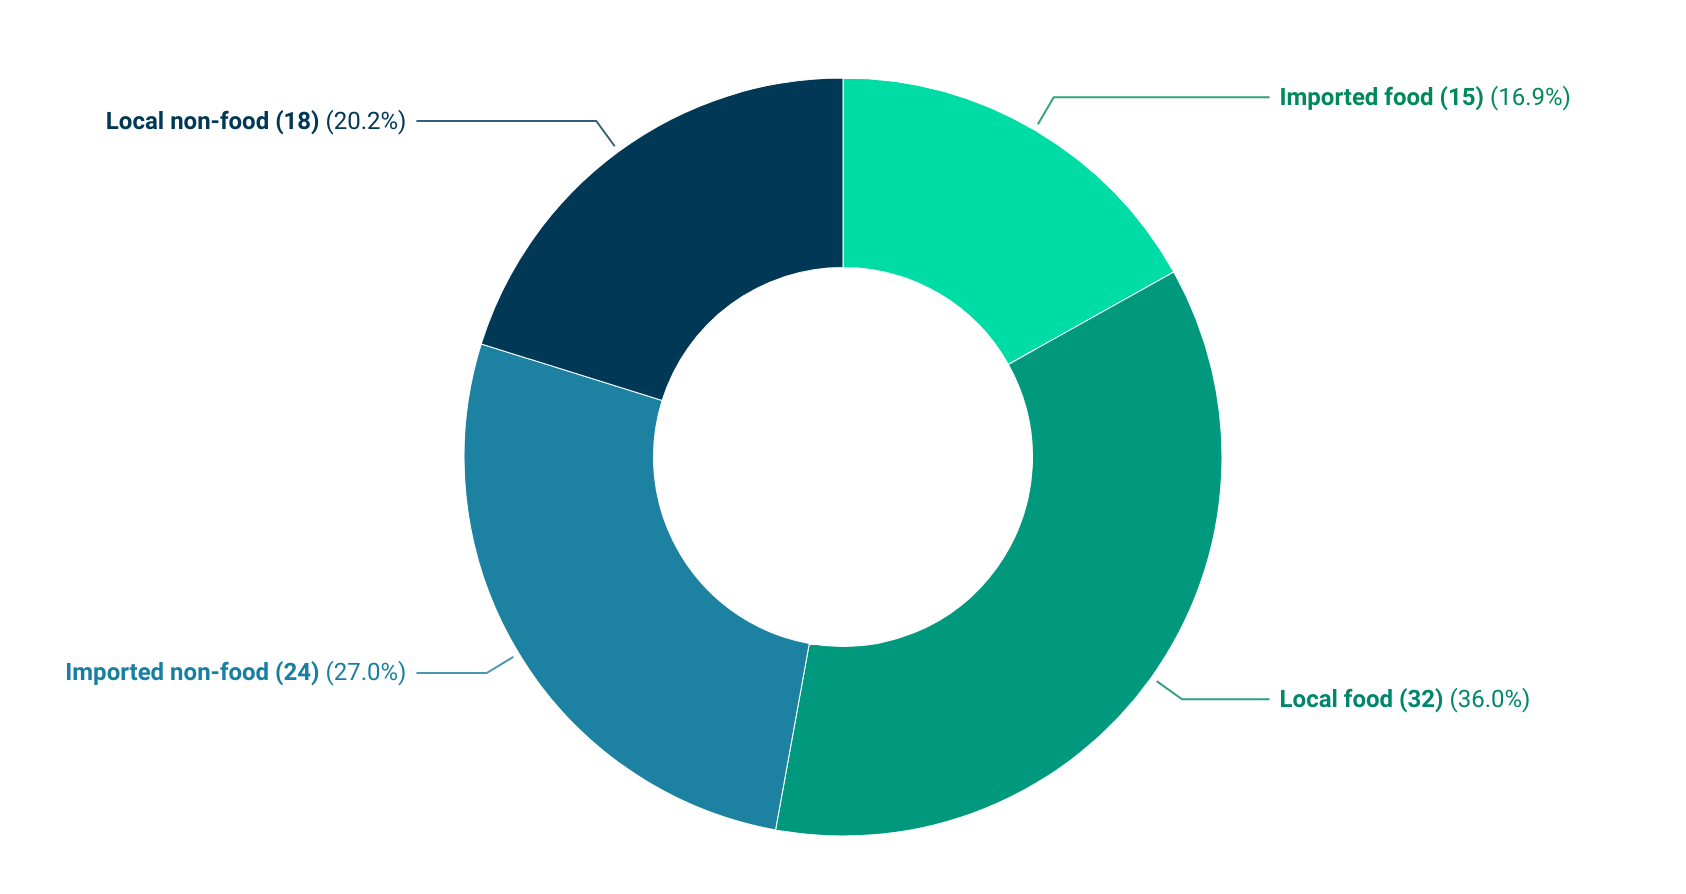 Imported food (15) (16.9%)
Local non-food (18) (20.2%)
Imported non-food (24) (27.0%)
Local food (32) (36.0%)